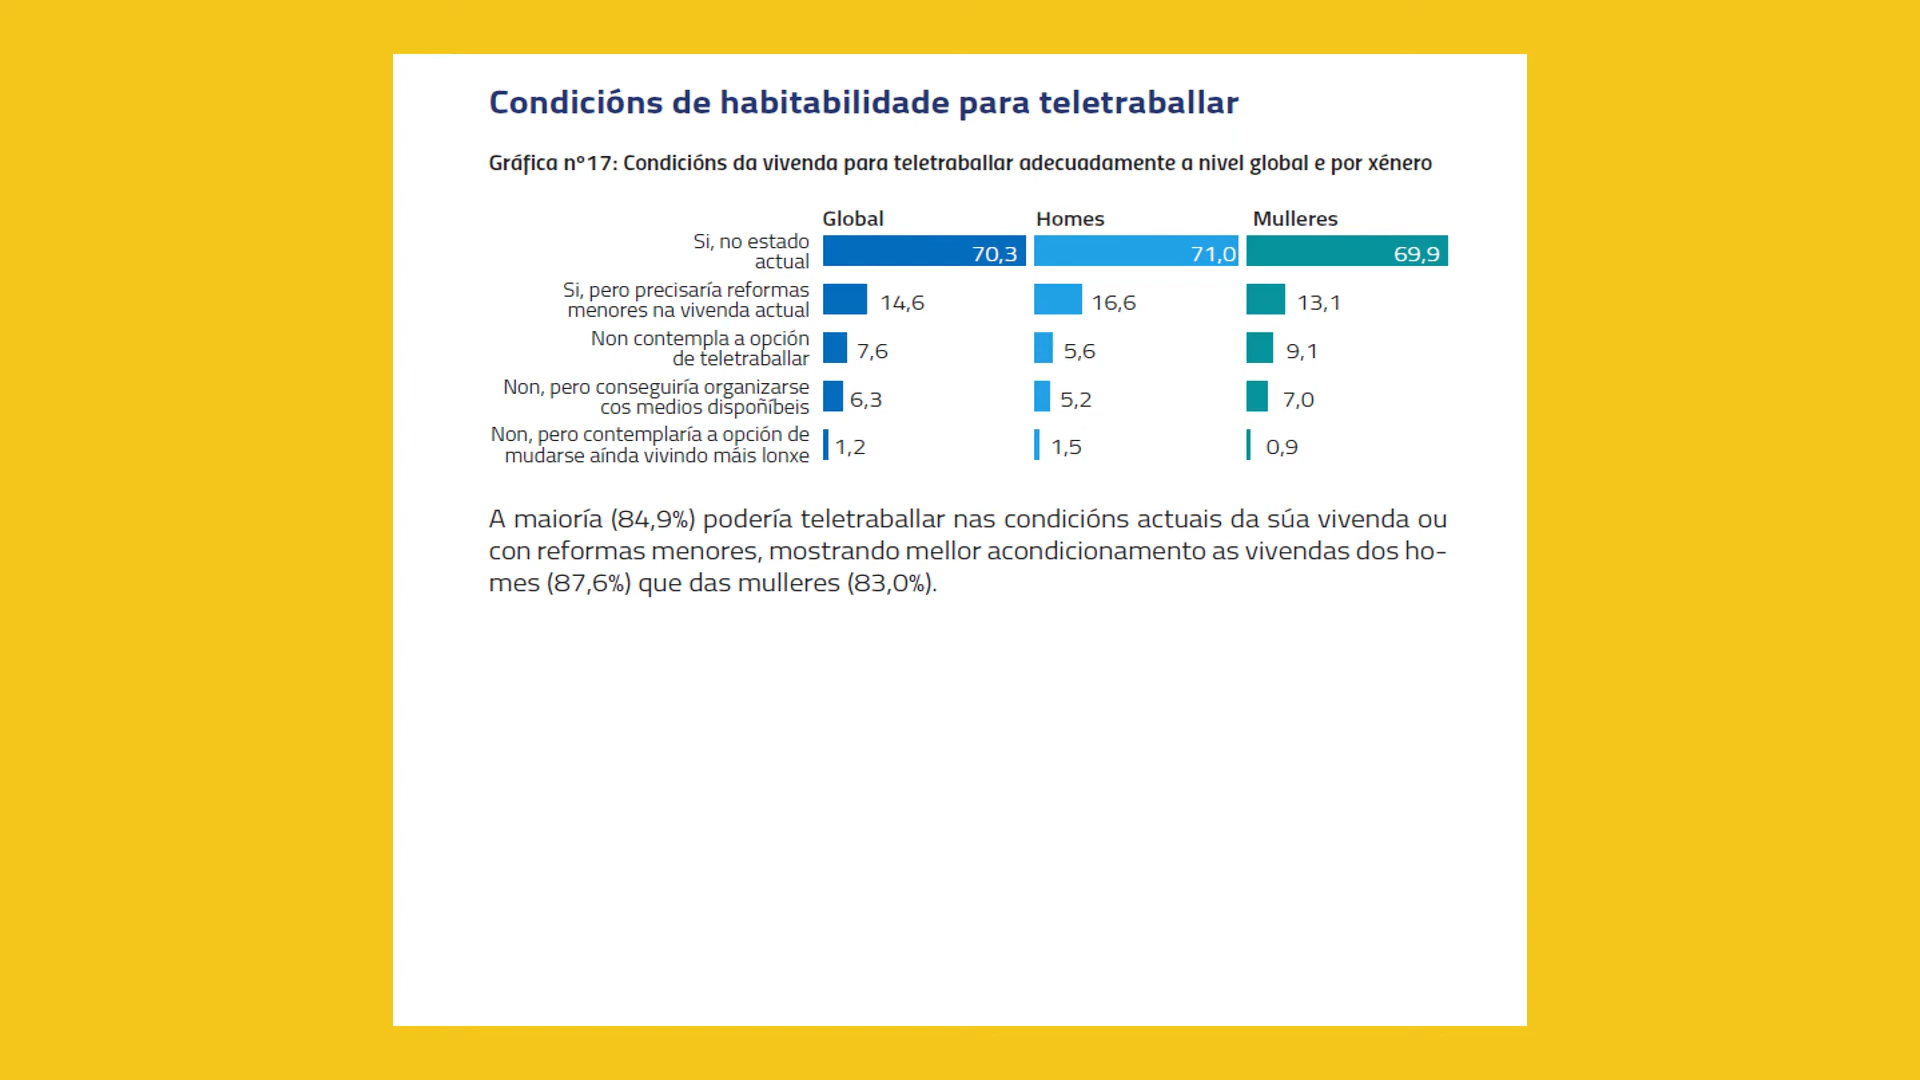 Condicións de habitabilidade para teletraballar
Gráfica nº17: Condicións da vivenda para teletraballar adecuadamente a nivel global e por xénero
Global Homes Mulleres
Si, no estado
actual
70,3 71,0 69,9
Si, pero precisaría reformas
menores na vivenda actual
14,6 16,6 13,1
Non contempla a opción
de teletraballar
7,6 5,6 9,1
Non, pero conseguiría organizarse
cos medios dispoñíbeis
6,3 5,2 7,0
Non, pero contemplaría a opción de
mudarse aínda vivindo máis lonxe
1,2 1,5 0,9
A maioría (84,9%) podería teletraballar nas condicións actuais da súa vivenda ou
con reformas menores, mostrando mellor acondicionamento as vivendas dos ho-
mes (87,6%) que das mulleres (83,0%).